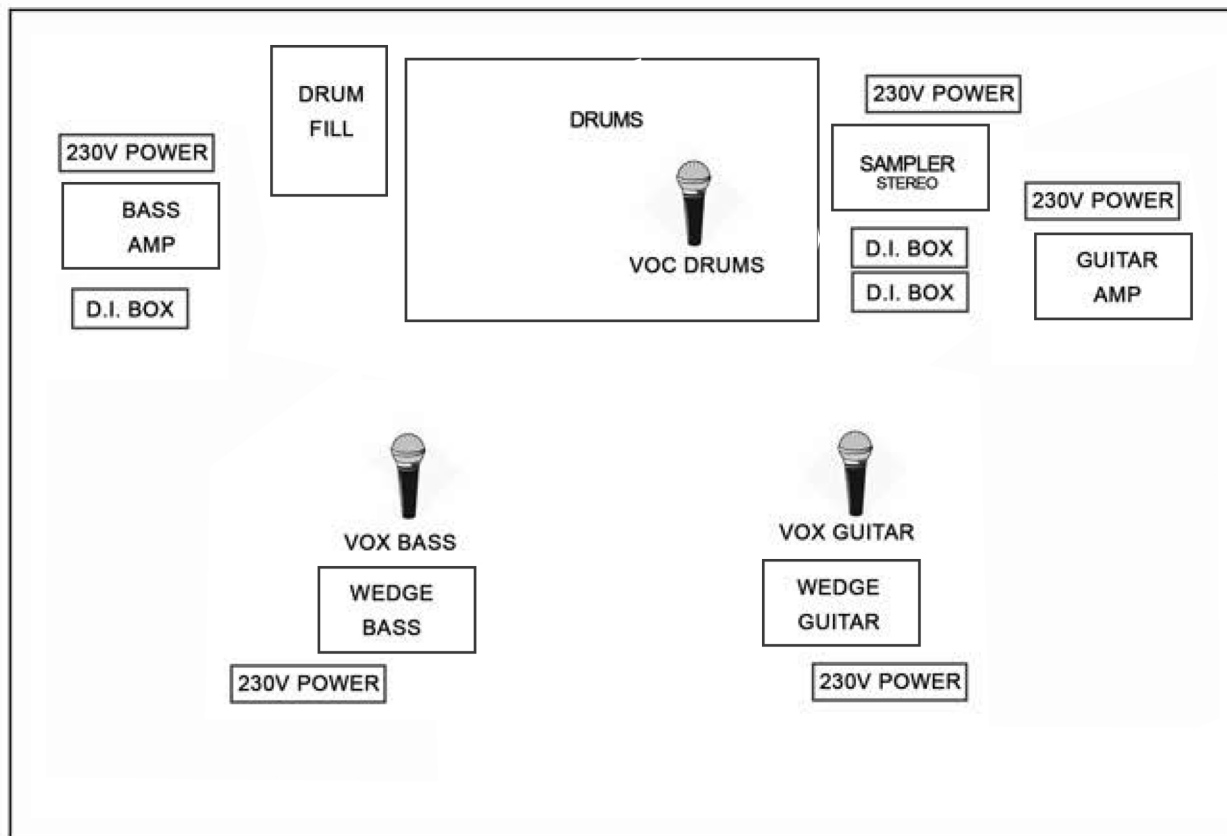 DRUM
FILL
DRUMS
230V POWER
230V POWER
SAMPLER
STEREO
230V POWER
BASS
AMP
VOC DRUMS
D.I. BOX
D.I. BOX
GUITAR
AMP
D.I. BOX
VOX BASS
VOX GUITAR
WEDGE
BASS
WEDGE
GUITAR
230V POWER
230V POWER